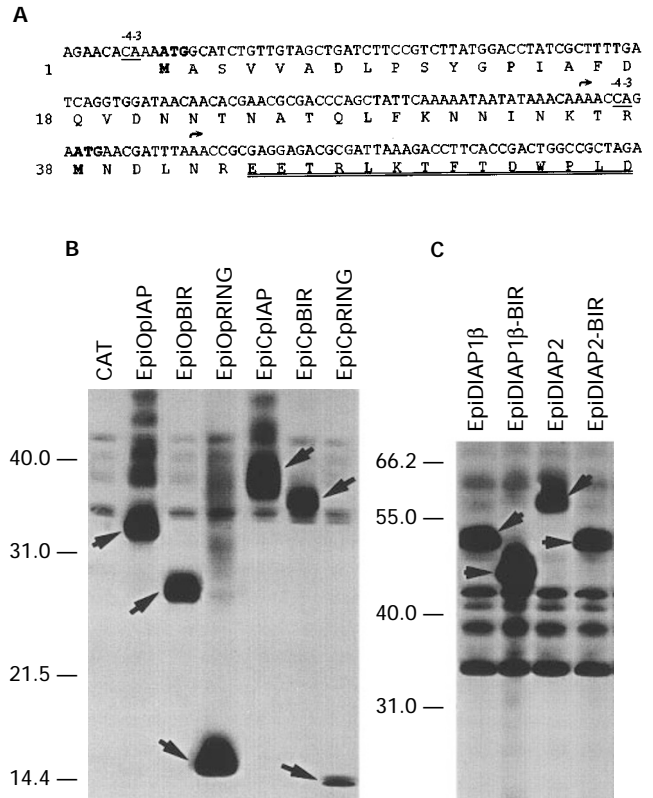 A
-4-3
AGAACACAAAATGGCATCTGTTGTAGCTGATCTTCCGTCTTATGGACCTATCGCTTTTGA
1 M A S V V A D L P S Y G P I A F D
-4-3
TCAGGTGGATAACAACACGAACGCGACCCAGCTATTCAAAAATAATATAAACAAAACCAG
18 Q V D N N T N A T Q L F K N N I N K T R
AATGAACGATTTAAACCGCGAGGAGACGCGATTAAAGACCTTCACCGACTGGCCGCTAGA
38 M N D L N R E E T R L K T F T D W P L D
B
CAT EpiOpIAP EpiOpBIR EpiOpRING EpiCpIAP EpiCpBIR EpiCpRING
40.0
31.0
21.5
14.4
C
EpiDIAP1β EpiDIAP1β-BIR EpiDIAP2 EpiDIAP2-BIR
66.2
55.0
40.0
31.0